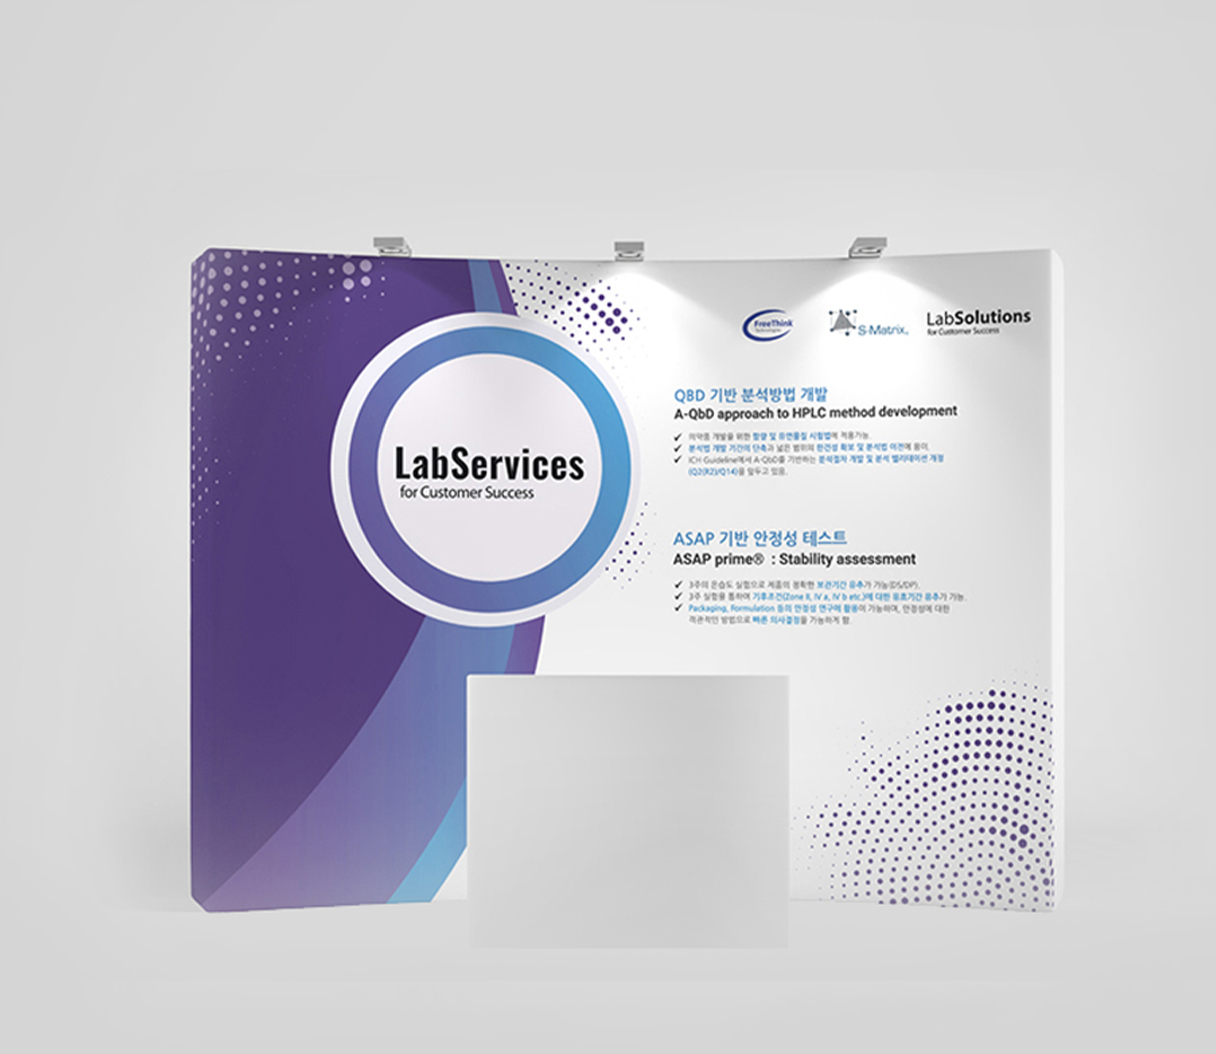 FreeThink
Technologies
S-Matrix
LabSolutions
for Customer Success
LabServices
for Customer Success
QBD 기반 분석방법 개발
A-QbD approach to HPLC method development
✓ 의약품 개발을 위한 함량 및 유연물질 시험법에 적용가능.
✓ 분석법 개발 기간의 단축과 넓은 범위의 완건성 확보 및 분석법 이전에 용이.
✓ ICH Guideline에서 A-QbD를 기반하는 분석절차 개발 및 분석 밸리데이션 개정
(Q2(R2)/Q14)을 앞두고 있음.
ASAP 기반 안정성 테스트
ASAP prime® : Stability assessment
✓ 3주의 온습도 실험으로 제품의 정확한 보관기간 유추가 가능(DS/DP).
✓ 3주 실험을 통하여 기후조건(Zone II, IV a, IV b etc.)에 대한 유효기간 유추가 가능.
✓ Packaging, Formulation 등의 안정성 연구에 활용이 가능하며, 안정성에 대한
객관적인 방법으로 빠른 의사결정을 가능하게 함.